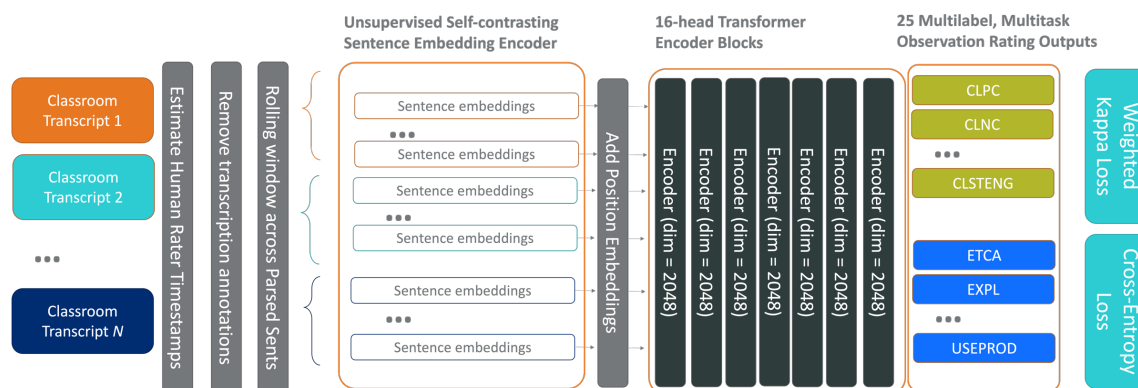 Unsupervised Self-contrasting
Sentence Embedding Encoder
16-head Transformer
Encoder Blocks
25 Multilabel, Multitask
Observation Rating Outputs
Classroom
Transcript 1
Classroom
Transcript 2
Classroom
Transcript N
Estimate Human Rater Timestamps
Remove transcription annotations
Rolling window across Parsed Sents
Sentence embeddings
Sentence embeddings
Sentence embeddings
Sentence embeddings
Sentence embeddings
Sentence embeddings
Add Position Embeddings
Encoder (dim = 2048)
Encoder (dim = 2048)
Encoder (dim = 2048)
Encoder (dim = 2048)
Encoder (dim = 2048)
Encoder (dim = 2048)
Encoder (dim = 2048)
CLPC
CLNC
CLSTENG
ETCA
EXPL
USEPROD
Weighted
Kappa Loss
Cross-Entropy
Loss